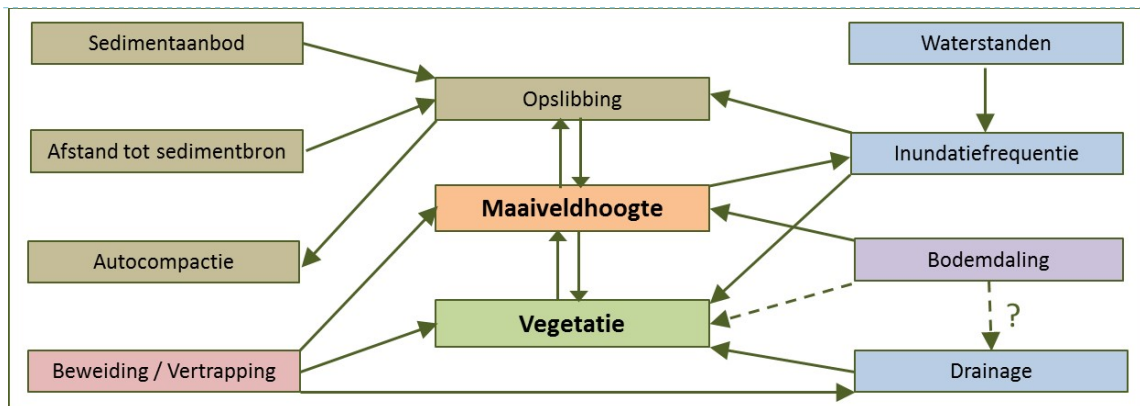 Sedimentaanbod
Waterstanden
Opslibbing
Afstand tot sedimentbron
Inundatiefrequentie
Maaiveldhoogte
Autocompactie
Bodemdaling
Vegetatie
?
Beweiding / Vertrapping
Drainage